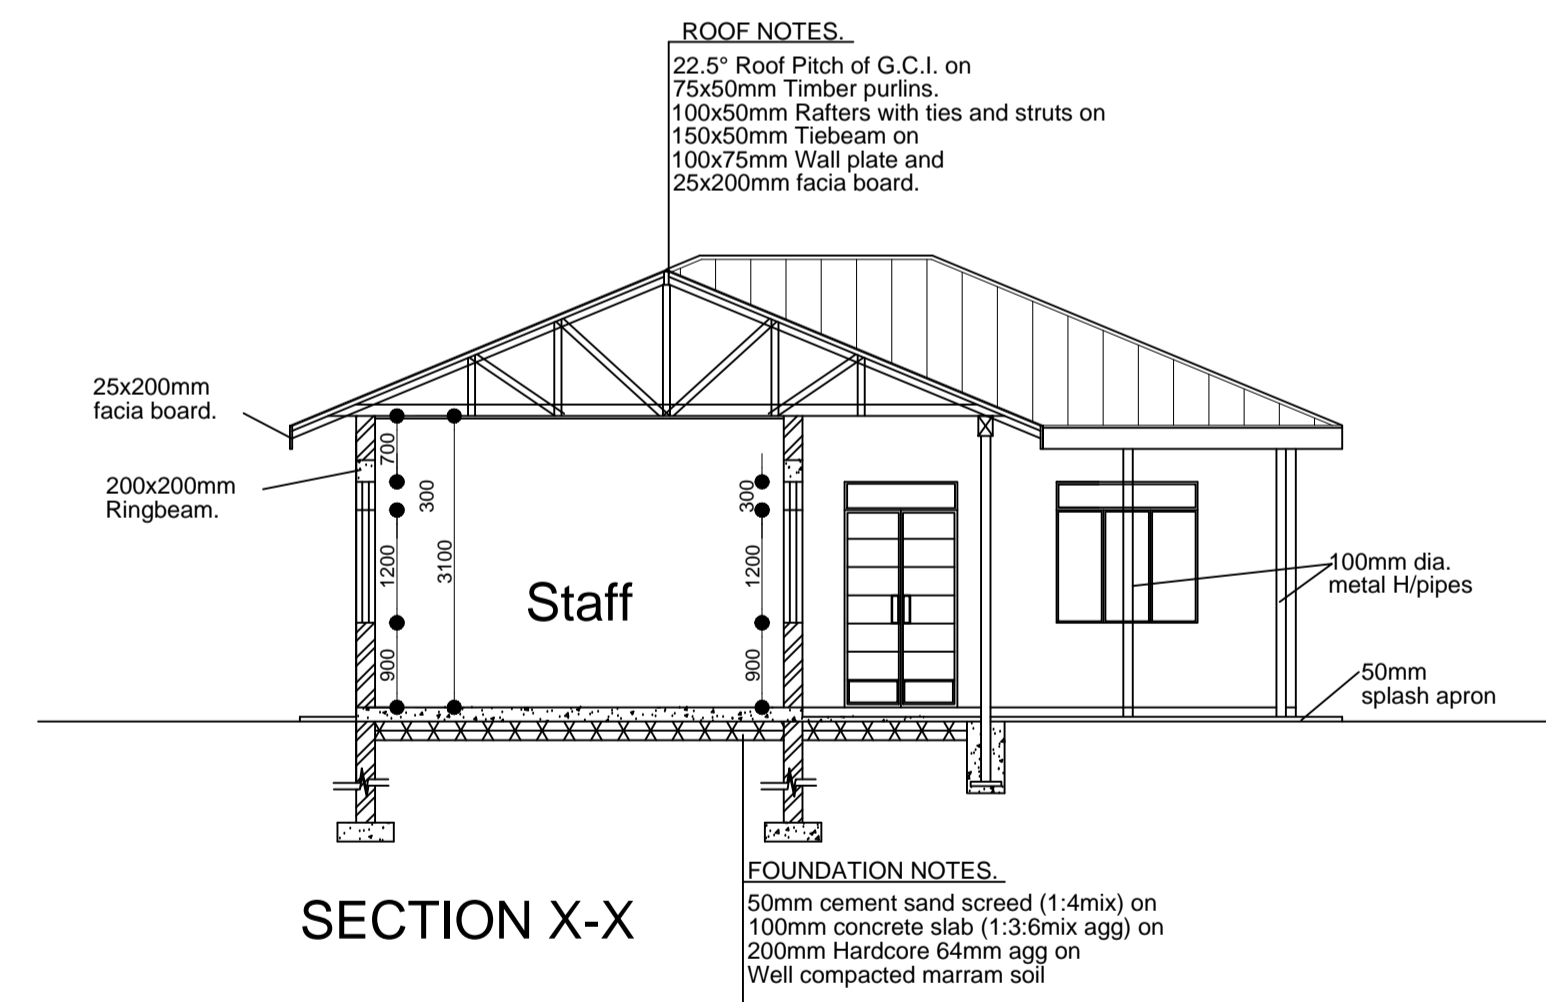 ROOF NOTES.
22.5° Roof Pitch of G.C.I. on
75x50mm Timber purlins.
100x50mm Rafters with ties and struts on
150x50mm Tiebeam on
100x75mm Wall plate and
25x200mm facia board.
25x200mm
facia board.
200x200mm
Ringbeam.
700
300
1200
3100
900
Staff
300
1200
900
100mm dia.
metal H/pipes
50mm
splash apron
SECTION X-X
FOUNDATION NOTES.
50mm cement sand screed (1:4mix) on
100mm concrete slab (1:3:6mix agg) on
200mm Hardcore 64mm agg on
Well compacted marram soil